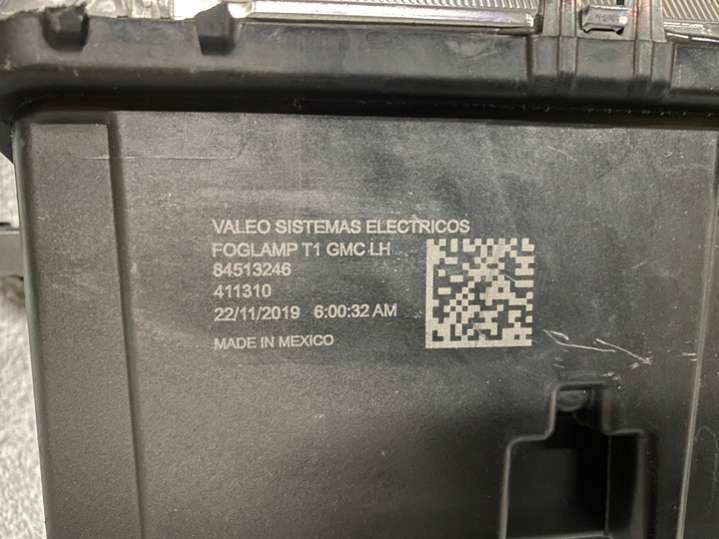 VALEO SISTEMAS ELECTRICOS
FOGLAMP T1 GMC LH
84513246
411310
22/11/2019 6:00:32 AM
MADE IN MEXICO